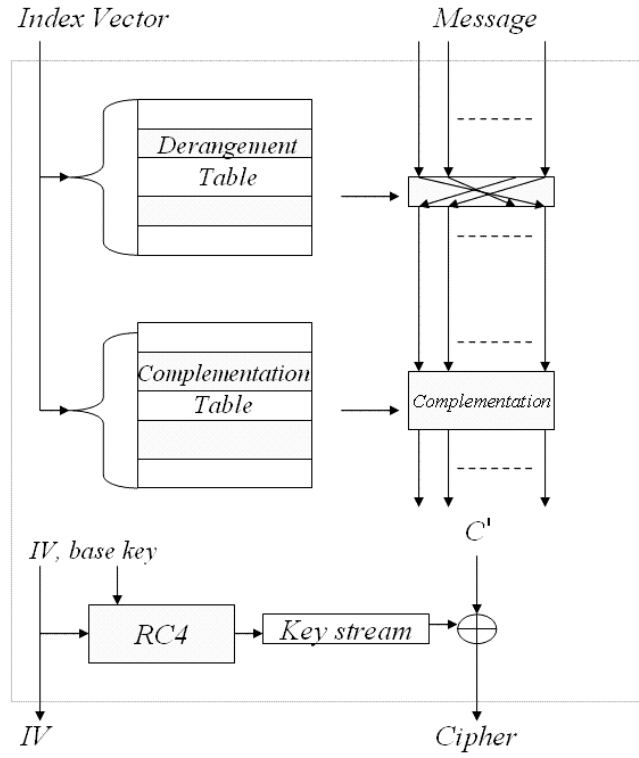 Index Vector
Message
Derangement
Table
Complementation
Table
Complementation
C'
IV, base key
RC4
Key stream
IV
Cipher